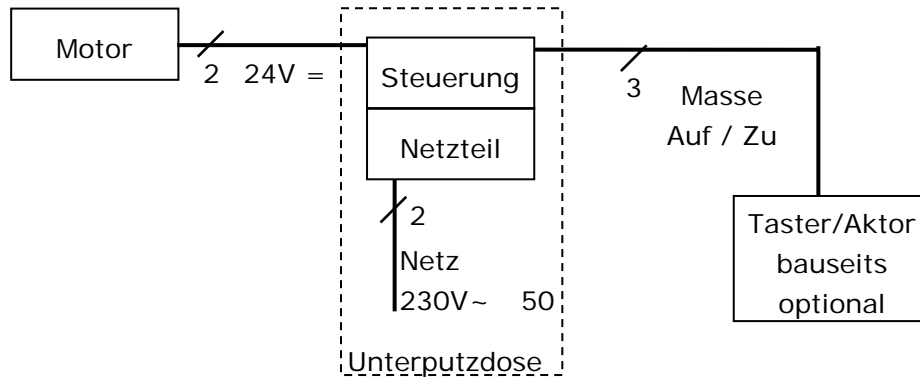 Motor
2 24V =
Steuerung
Netzteil
2
Netz
230V~ 50
Unterputzdose
3
Masse
Auf / Zu
Taster/Aktor
bauseits
optional